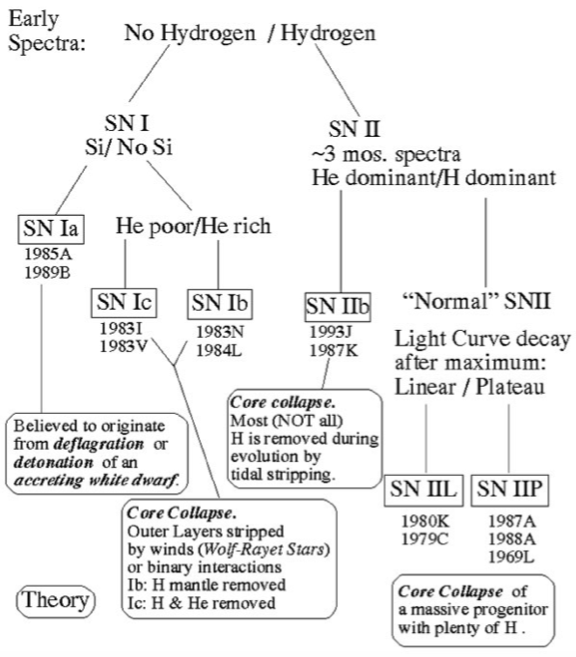 Early
Spectra:
No Hydrogen / Hydrogen
SN I
Si/ No Si
SN II
~3 mos. spectra
He dominant/H dominant
SN Ia
1985A
1989B
He poor/He rich
SN Ic
1983I
1983V
SN Ib
1983N
1984L
SN IIb
1993J
1987K
“Normal” SNII
Light Curve decay
after maximum:
Linear / Plateau
Believed to originate
from deflagration or
detonation of an
accreting white dwarf.
Core collapse.
Most (NOT all)
H is removed during
evolution by
tidal stripping.
SN IIL
1980K
1979C
SN IIP
1987A
1988A
1969L
Core Collapse.
Outer Layers stripped
by winds (Wolf-Rayet Stars)
or binary interactions
Ib: H mantle removed
Ic: H & He removed
Core Collapse of
a massive progenitor
with plenty of H .
Theory